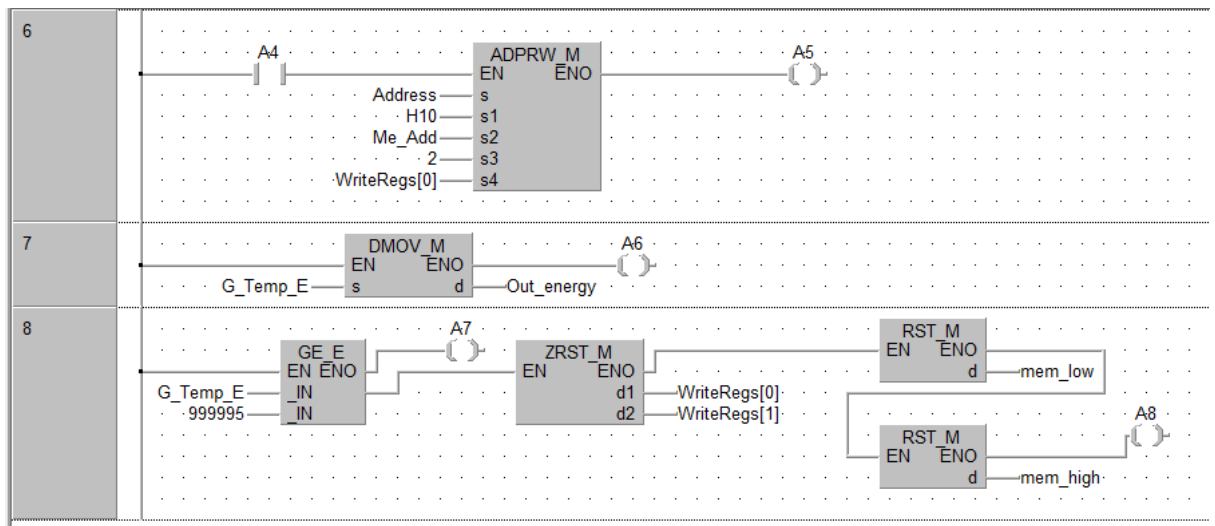 6
A4
A5
ADPRW_M
EN ENO
Address s
H10 s1
Me_Add s2
2 s3
WriteRegs[0] s4
7
A6
DMOV_M
EN ENO
G_Temp_E s d Out_energy
8
A7
GE_E
EN ENO
G_Temp_E _IN
999995 _IN
ZRST_M
EN ENO
d1 WriteRegs[0]
d2 WriteRegs[1]
RST_M
EN ENO
d mem_low
A8
RST_M
EN ENO
d mem_high